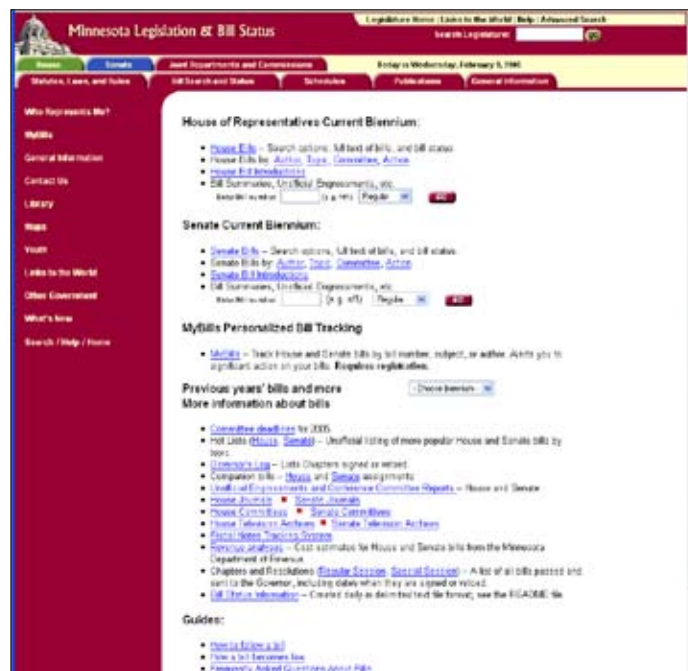 Legislature Home | Links to the World | Help | Advanced Search
Minnesota Legislation & Bill Status
Search Legislature:
House Senate Joint Departments and Commissions Today is Wednesday, February 9, 2005
Statutes, Laws, and Rules Bill Search and Status Schedules Publications General Information
Who Represents Me?
MyBills
General Information
Contact Us
Library
Maps
Youth
Links to the World
Other Government
What's New
Search / Help / Home
House of Representatives Current Biennium:
House Bills – Search options, full text of bills, and bill status
House Bills by: Author, Topic, Committee, Action
House Bill Introductions
Bill Summaries, Unofficial Engrossments, etc.
Enter bill number: (e.g. hf1) Regular GO
Senate Current Biennium:
Senate Bills – Search options, full text of bills, and bill status.
Senate Bills by: Author, Topic, Committee, Action
Senate Bill Introductions
Bill Summaries, Unofficial Engrossments, etc.
Enter bill number: (e.g. sf1) Regular GO
MyBills Personalized Bill Tracking
MyBills – Track House and Senate bills by bill number, subject, or author. Alerts you to
significant action on your bills. Requires registration.
Previous years' bills and more - Choose biennium
More information about bills
Committee deadlines for 2005
Hot Lists (House, Senate) – Unofficial listing of more popular House and Senate bills by
topic.
Governor's Log – Lists Chapters signed or vetoed.
Companion bills – House and Senate assignments
Unofficial Engrossments and Conference Committee Reports – House and Senate
House Journals Senate Journals
House Committees Senate Committees
House Television Archives Senate Television Archives
Fiscal Notes Tracking System
Revenue analyses – Cost estimates for House and Senate bills from the Minnesota
Department of Revenue
Chapters and Resolutions (Regular Session, Special Session) – A list of all bills passed and
sent to the Governor, including dates when they are signed or vetoed.
Bill Status Information – Created daily in delimited text file format; see the README file
Guides:
How to follow a bill
How a bill becomes law
Frequently Asked Questions About Bills